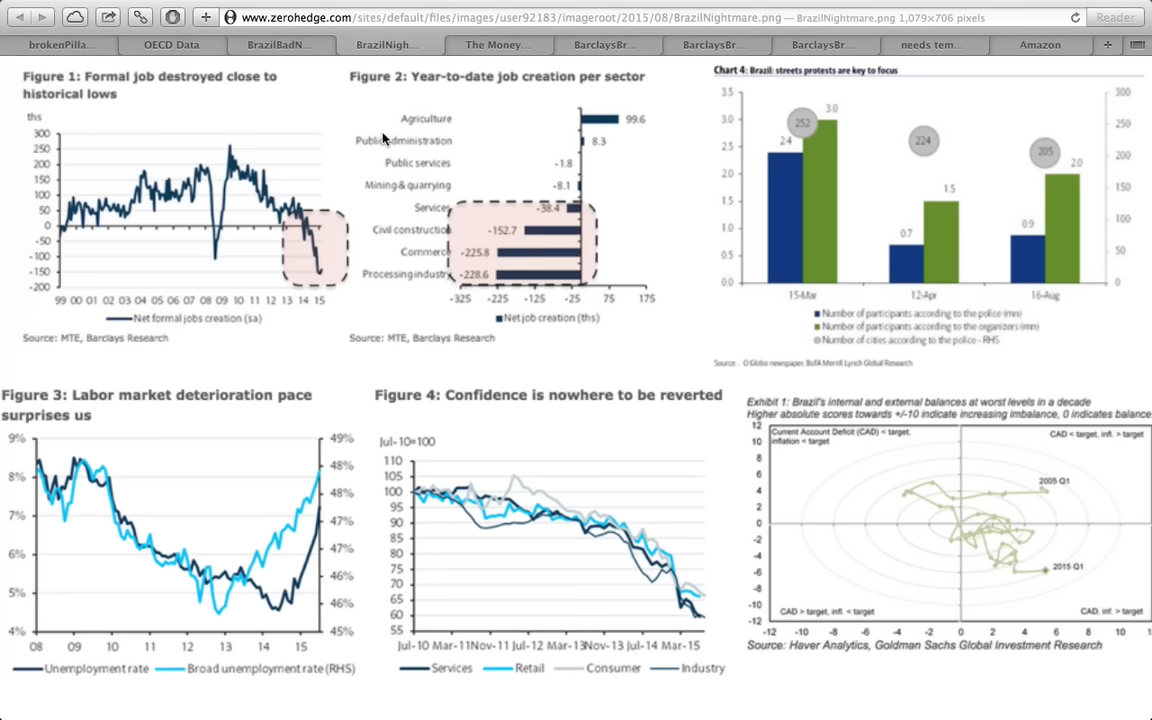 www.zerohedge.com/sites/default/files/images/user92183/imageroot/2015/08/BrazilNightmare.png — BrazilNightmare.png 1,079×706 pixels
Reader
brokenPilla...
OECD Data
BrazilBadN...
BrazilNigh...
The Money...
BarclaysBr...
BarclaysBr...
BarclaysBr...
needs tem...
Amazon
Figure 1: Formal job destroyed close to
historical lows
ths
300
250
200
150
100
50
0
-50
-100
-150
-200
99 00 01 02 03 04 05 06 07 08 09 10 11 12 13 14 15
Net formal jobs creation (sa)
Source: MTE, Barclays Research
Figure 2: Year-to-date job creation per sector
Agriculture 99.6
Public administration 8.3
Public services -1.8
Mining & quarrying -8.1
Services -38.4
Civil construction -152.7
Commerce -225.8
Processing industry -228.6
-325 -225 -125 -25 75 175
Net job creation (ths)
Source: MTE, Barclays Research
Chart 4: Brazil: streets protests are key to focus
3.5
3.0
2.5
2.0
1.5
1.0
0.5
0.0
300
250
200
150
100
50
0
252
2.4
3.0
224
0.7
1.5
205
0.9
2.0
15-Mar 12-Apr 16-Aug
Number of participants according to the police (mn)
Number of participants according to the organizers (mn)
Number of cities according to the police - RHS
Source: O Globo newspaper, BofA Merrill Lynch Global Research
Figure 3: Labor market deterioration pace
surprises us
9%
8%
7%
6%
5%
4%
49%
48%
48%
47%
47%
46%
46%
45%
08 09 10 11 12 13 14 15
Unemployment rate
Broad unemployment rate (RHS)
Figure 4: Confidence is nowhere to be reverted
Jul-10=100
110
105
100
95
90
85
80
75
70
65
60
55
Jul-10 Mar-11 Nov-11 Jul-12 Mar-13 Nov-13 Jul-14 Mar-15
Services
Retail
Consumer
Industry
Exhibit 1: Brazil's internal and external balances at worst levels in a decade
Higher absolute scores towards +/-10 indicate increasing imbalance, 0 indicates balance
12
10
8
6
4
2
0
-2
-4
-6
-8
-10
-12
Current Account Deficit (CAD) < target,
inflation < target
CAD < target, infl. > target
2005 Q1
2015 Q1
CAD > target, infl. < target
CAD, inf. > target
-12 -10 -8 -6 -4 -2 0 2 4 6 8 10
Source: Haver Analytics, Goldman Sachs Global Investment Research